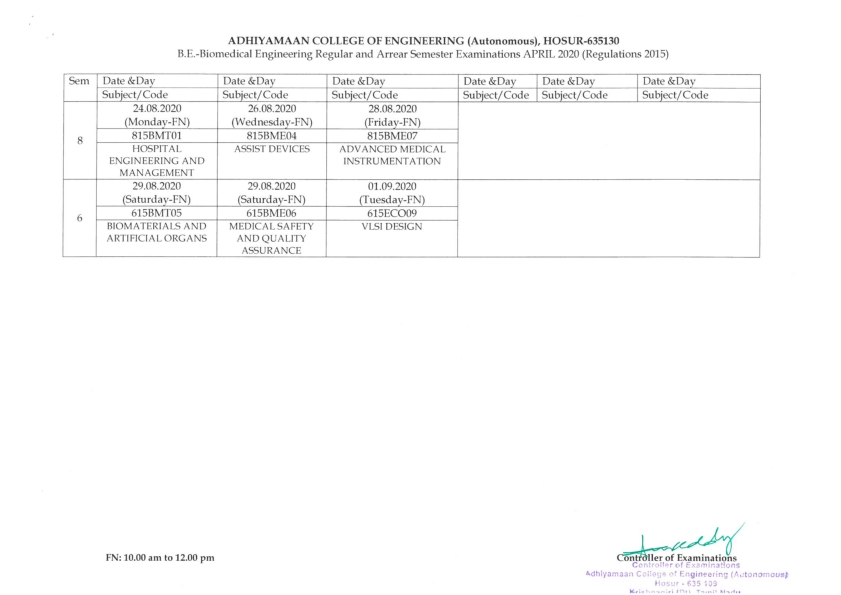 ADHIYAMAAN COLLEGE OF ENGINEERING (Autonomous), HOSUR-635130
B.E.-Biomedical Engineering Regular and Arrear Semester Examinations APRIL 2020 (Regulations 2015)
Sem Date &Day Date &Day Date &Day Date &Day Date &Day Date &Day
Subject/Code Subject/Code Subject/Code Subject/Code Subject/Code Subject/Code
24.08.2020 26.08.2020 28.08.2020
(Monday-FN) (Wednesday-FN) (Friday-FN)
8 815BMT01 815BME04 815BME07
HOSPITAL ASSIST DEVICES ADVANCED MEDICAL
ENGINEERING AND INSTRUMENTATION
MANAGEMENT
29.08.2020 29.08.2020 01.09.2020
(Saturday-FN) (Saturday-FN) (Tuesday-FN)
6 615BMT05 615BME06 615ECO09
BIOMATERIALS AND MEDICAL SAFETY VLSI DESIGN
ARTIFICIAL ORGANS AND QUALITY
ASSURANCE
FN: 10.00 am to 12.00 pm
Controller of Examinations
Controller of Examinations
Adhiyamaan College of Engineering (Autonomous)
Hosur - 635 109